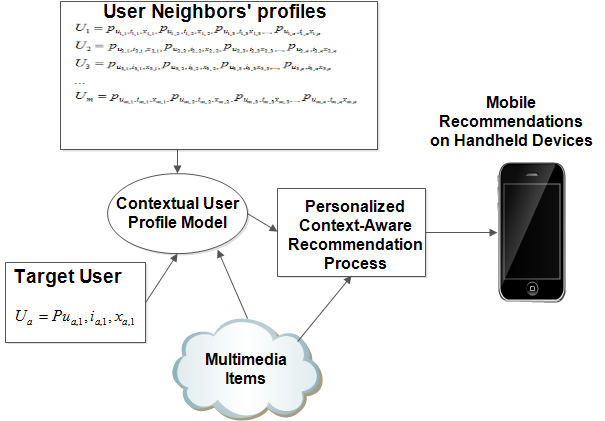 User Neighbors' profiles
U₁ =
U₂ =
U₃ =
...
Uₘ =
Mobile
Recommendations
on Handheld Devices
Contextual User
Profile Model
Personalized
Context-Aware
Recommendation
Process
Target User
Uₐ = Puₐ,₁, iₐ,₁, xₐ,₁
Multimedia
Items